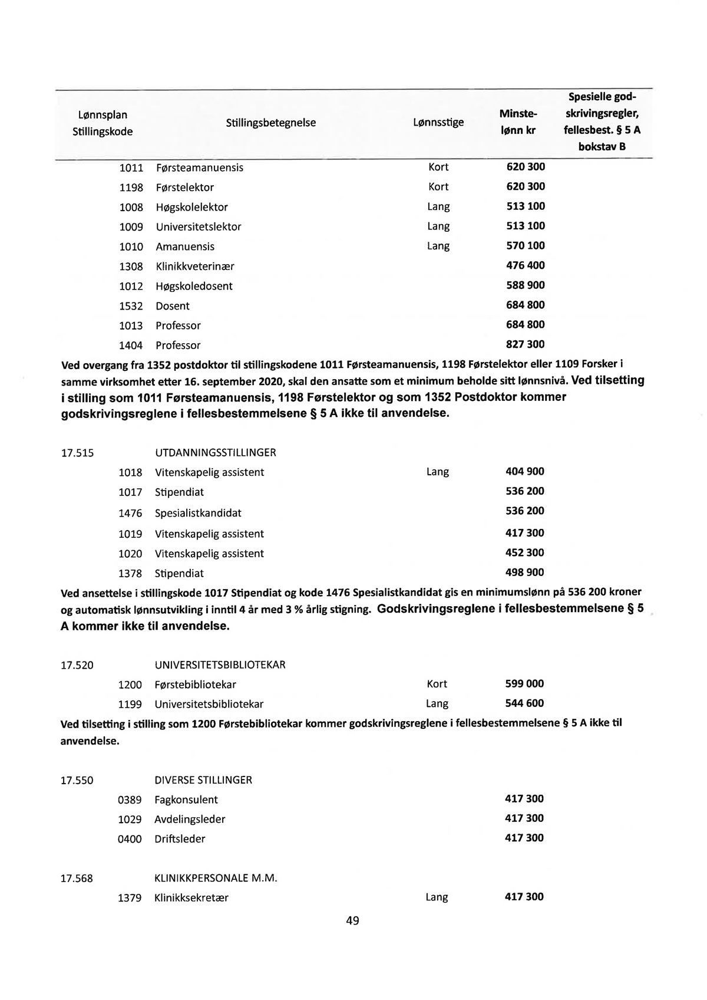 Lønnsplan
Stillingskode
Stillingsbetegnelse
Lønnsstige
Minste-
lønn kr
Spesielle god-
skrivingsregler,
fellesbest. § 5 A
bokstav B
1011 Førsteamanuensis Kort 620 300
1198 Førstelektor Kort 620 300
1008 Høgskolelektor Lang 513 100
1009 Universitetslektor Lang 513 100
1010 Amanuensis Lang 570 100
1308 Klinikkveterinær 476 400
1012 Høgskoledosent 588 900
1532 Dosent 684 800
1013 Professor 684 800
1404 Professor 827 300
Ved overgang fra 1352 postdoktor til stillingskodene 1011 Førsteamanuensis, 1198 Førstelektor eller 1109 Forsker i
samme virksomhet etter 16. september 2020, skal den ansatte som et minimum beholde sitt lønnsnivå. Ved tilsetting
i stilling som 1011 Førsteamanuensis, 1198 Førstelektor og som 1352 Postdoktor kommer
godskrivingsreglene i fellesbestemmelsene § 5 A ikke til anvendelse.
17.515 UTDANNINGSSTILLINGER
1018 Vitenskapelig assistent Lang 404 900
1017 Stipendiat 536 200
1476 Spesialistkandidat 536 200
1019 Vitenskapelig assistent 417 300
1020 Vitenskapelig assistent 452 300
1378 Stipendiat 498 900
Ved ansettelse i stillingskode 1017 Stipendiat og kode 1476 Spesialistkandidat gis en minimumslønn på 536 200 kroner
og automatisk lønnsutvikling i inntil 4 år med 3 % årlig stigning. Godskrivingsreglene i fellesbestemmelsene § 5
A kommer ikke til anvendelse.
17.520 UNIVERSITETSBIBLIOTEKAR
1200 Førstebibliotekar Kort 599 000
1199 Universitetsbibliotekar Lang 544 600
Ved tilsetting i stilling som 1200 Førstebibliotekar kommer godskrivingsreglene i fellesbestemmelsene § 5 A ikke til
anvendelse.
17.550 DIVERSE STILLINGER
0389 Fagkonsulent 417 300
1029 Avdelingsleder 417 300
0400 Driftsleder 417 300
17.568 KLINIKKPERSONALE M.M.
1379 Klinikksekretær Lang 417 300
49